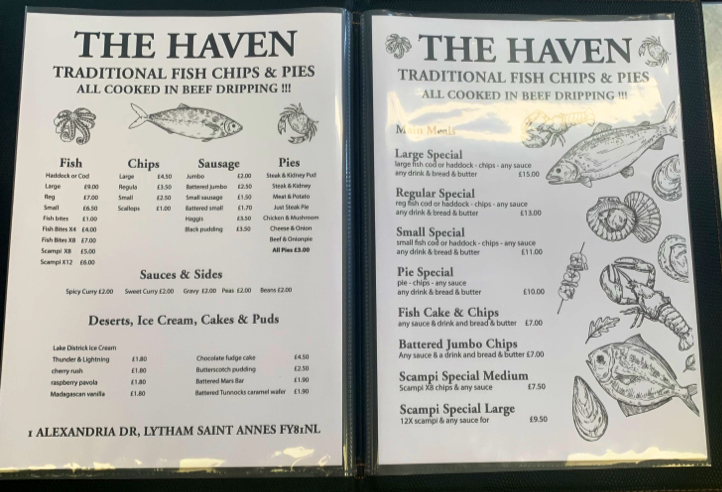 THE HAVEN
TRADITIONAL FISH CHIPS & PIES
ALL COOKED IN BEEF DRIPPING !!!
Fish
Haddock or Cod
Large £9.00
Reg £7.00
Small £6.50
Fish bites £1.00
Fish Bites X4 £4.00
Fish Bites X8 £7.00
Scampi X8 £5.00
Scampi X12 £6.00
Chips
Large £4.50
Regula £3.50
Small £2.50
Scallops £1.00
Sausage
Jumbo £2.00
Battered jumbo £2.50
Small sausage £1.50
Battered small £1.70
Haggis £3.50
Black pudding £3.50
Pies
Steak & Kidney Pud
Steak & Kidney
Meat & Potato
Just Steak Pie
Chicken & Mushroom
Cheese & Onion
Beef & Onionpie
All Pies £3.00
Sauces & Sides
Spicy Curry £2.00 Sweet Curry £2.00 Gravy £2.00 Peas £2.00 Beans £2.00
Deserts, Ice Cream, Cakes & Puds
Lake Districk Ice Cream
Thunder & Lightning £1.80
cherry rush £1.80
raspberry pavola £1.80
Madagascan vanilla £1.80
Chocolate fudge cake £4.50
Butterscotch pudding £2.50
Battered Mars Bar £1.90
Battered Tunnocks caramel wafer £1.90
1 ALEXANDRIA DR, LYTHAM SAINT ANNES FY81NL
THE HAVEN
TRADITIONAL FISH CHIPS & PIES
ALL COOKED IN BEEF DRIPPING !!!
Main Meals
Large Special
large fish cod or haddock - chips - any sauce
any drink & bread & butter £15.00
Regular Special
reg fish cod or haddock - chips - any sauce
any drink & bread & butter £13.00
Small Special
small fish cod or haddock - chips - any sauce
any drink & bread & butter £11.00
Pie Special
pie - chips - any sauce
any drink & bread & butter £10.00
Fish Cake & Chips
any sauce & drink and bread & butter £7.00
Battered Jumbo Chips
Any sauce & a drink and bread & butter £7.00
Scampi Special Medium
Scampi X8 chips & any sauce £7.50
Scampi Special Large
12X scampi & any sauce for £9.50